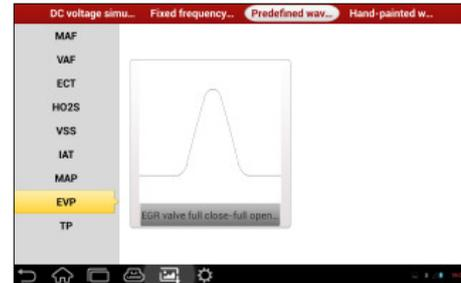 DC voltage simu... Fixed frequency... Predefined wav... Hand-painted w...
MAF
VAF
ECT
HO2S
VSS
IAT
MAP
EVP
TP
EGR valve full close-full open...